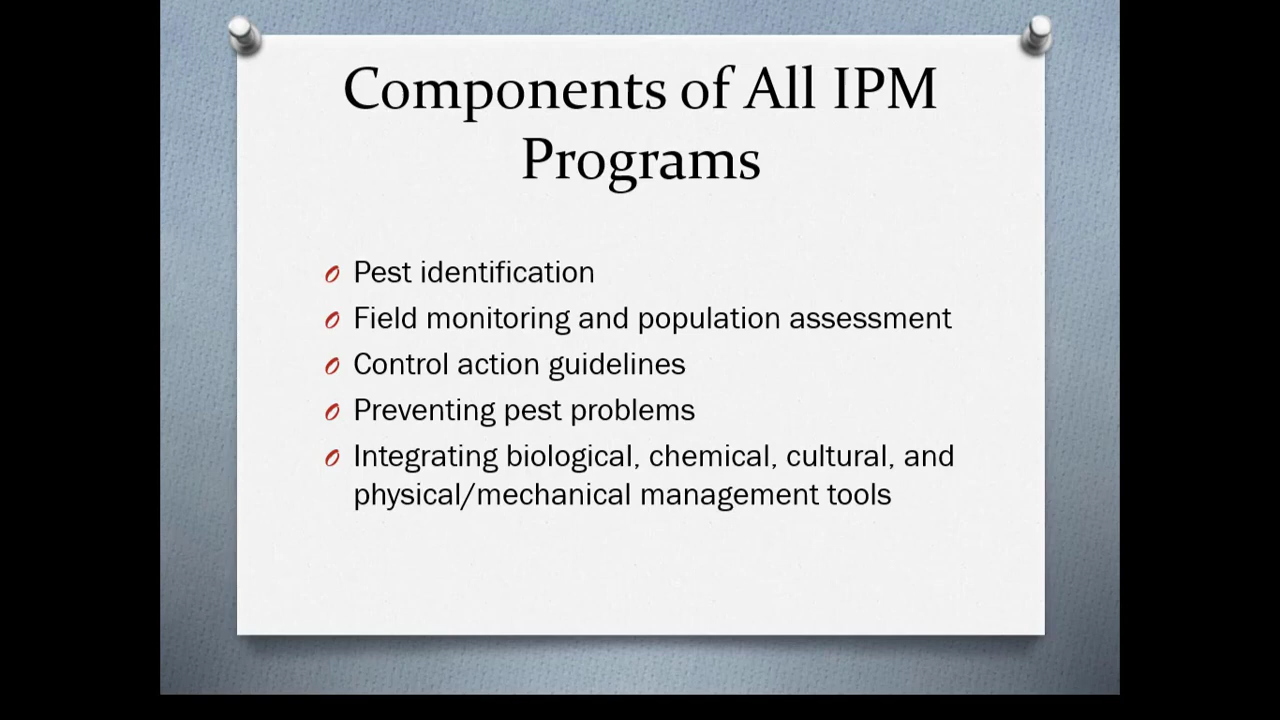 Components of All IPM
Programs
Pest identification
Field monitoring and population assessment
Control action guidelines
Preventing pest problems
Integrating biological, chemical, cultural, and
physical/mechanical management tools